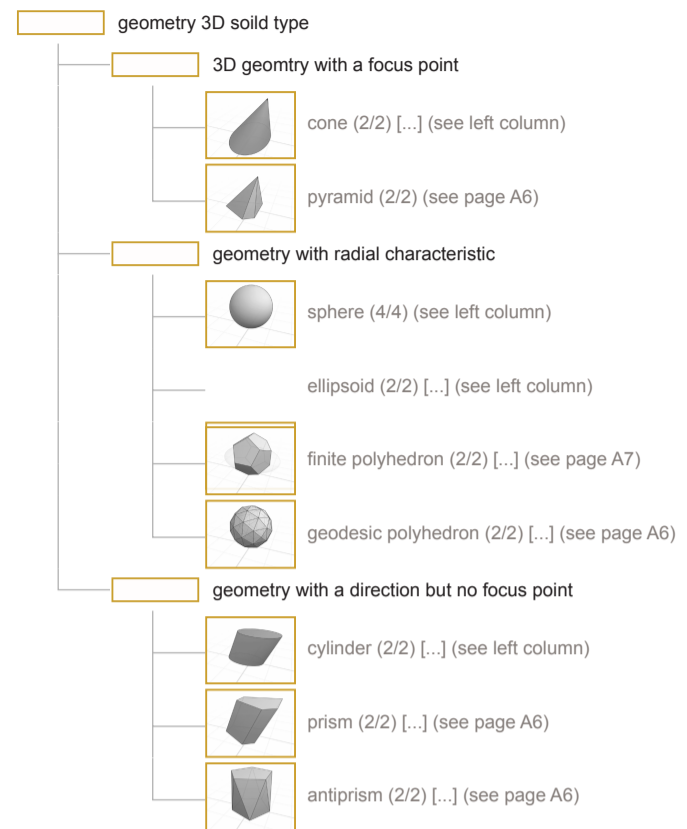 geometry 3D soild type
3D geomtry with a focus point
cone (2/2) [...] (see left column)
pyramid (2/2) (see page A6)
geometry with radial characteristic
sphere (4/4) (see left column)
ellipsoid (2/2) [...] (see left column)
finite polyhedron (2/2) [...] (see page A7)
geodesic polyhedron (2/2) [...] (see page A6)
geometry with a direction but no focus point
cylinder (2/2) [...] (see left column)
prism (2/2) [...] (see page A6)
antiprism (2/2) [...] (see page A6)